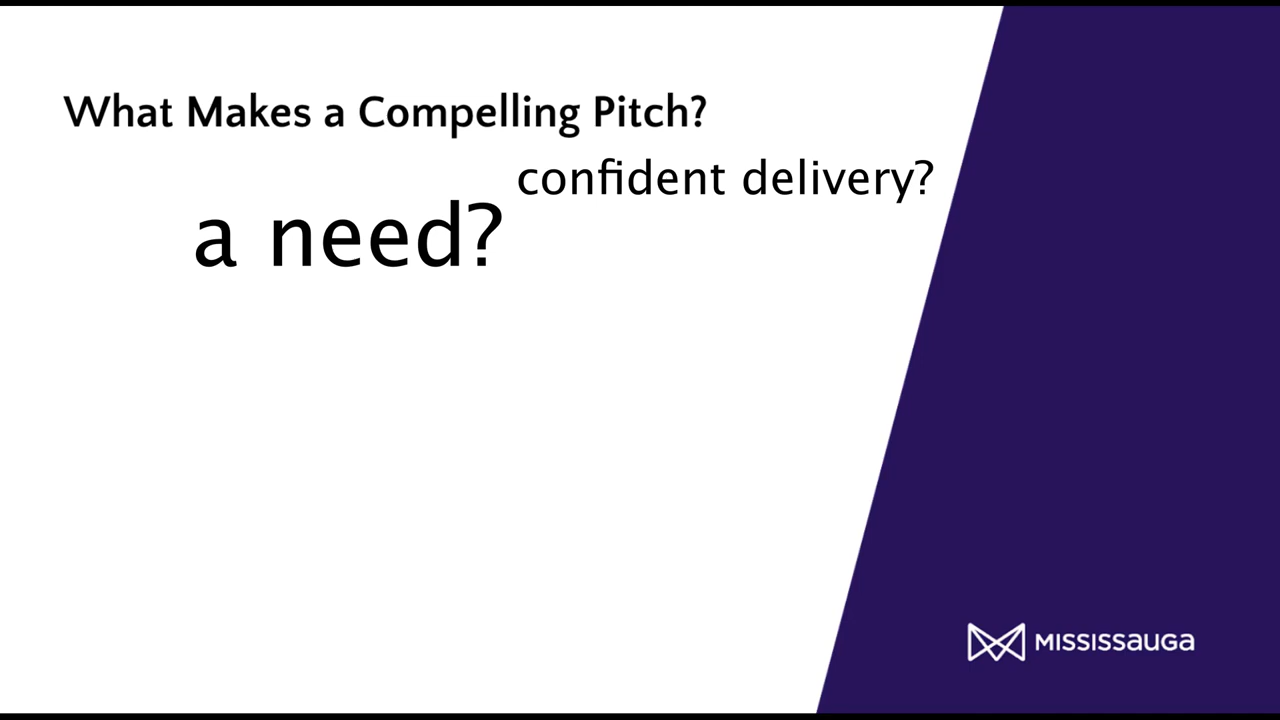 What Makes a Compelling Pitch?
confident delivery?
a need?
MISSISSAUGA